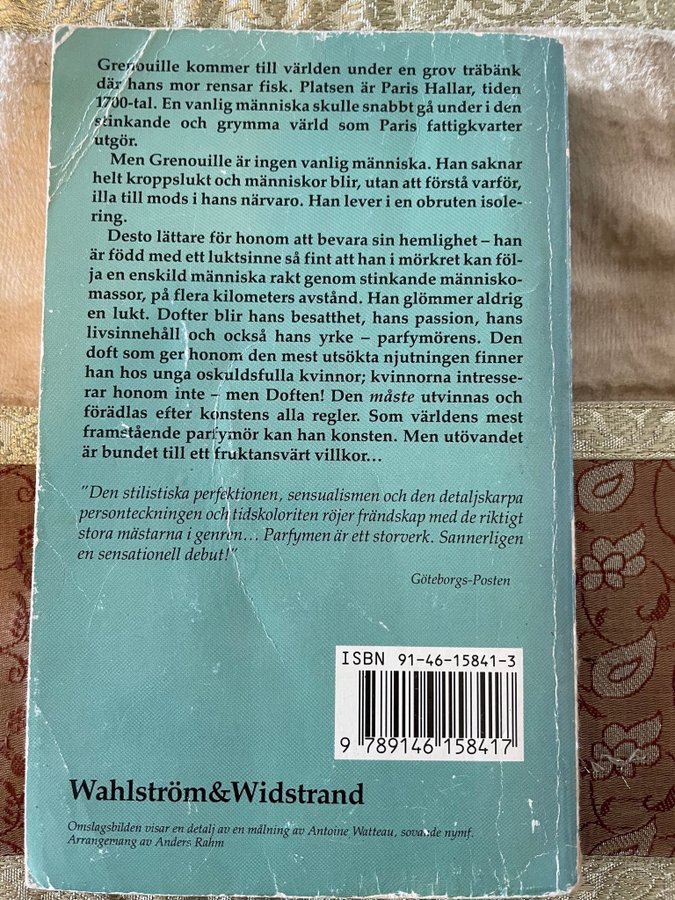 Grenouille kommer till världen under en grov träbänk
där hans mor rensar fisk. Platsen är Paris Hallar, tiden
1700-tal. En vanlig människa skulle snabbt gå under i den
stinkande och grymma värld som Paris fattigkvarter
utgör.
Men Grenouille är ingen vanlig människa. Han saknar
helt kroppslukt och människor blir, utan att förstå varför,
illa till mods i hans närvaro. Han lever i en obruten isole-
ring.
Desto lättare för honom att bevara sin hemlighet – han
är född med ett luktsinne så fint att han i mörkret kan föl-
ja en enskild människa rakt genom stinkande människo-
massor, på flera kilometers avstånd. Han glömmer aldrig
en lukt. Dofter blir hans besatthet, hans passion, hans
livsinnehåll och också hans yrke – parfymörens. Den
doft som ger honom den mest utsökta njutningen finner
han hos unga oskuldsfulla kvinnor; kvinnorna intresse-
rar honom inte – men Doften! Den måste utvinnas och
förädlas efter konstens alla regler. Som världens mest
framstående parfymör kan han konsten. Men utövandet
är bundet till ett fruktansvärt villkor...
"Den stilistiska perfektionen, sensualismen och den detaljskarpa
personteckningen och tidskoloriten röjer frändskap med de riktigt
stora mästarna i genren... Parfymen är ett storverk. Sannerligen
en sensationell debut!"
Göteborgs-Posten
ISBN 91-46-15841-3
9 789146 158417
Wahlström&Widstrand
Omslagsbilden visar en detalj av en målning av Antoine Watteau, sovande nymf.
Arrangemang av Anders Rahm